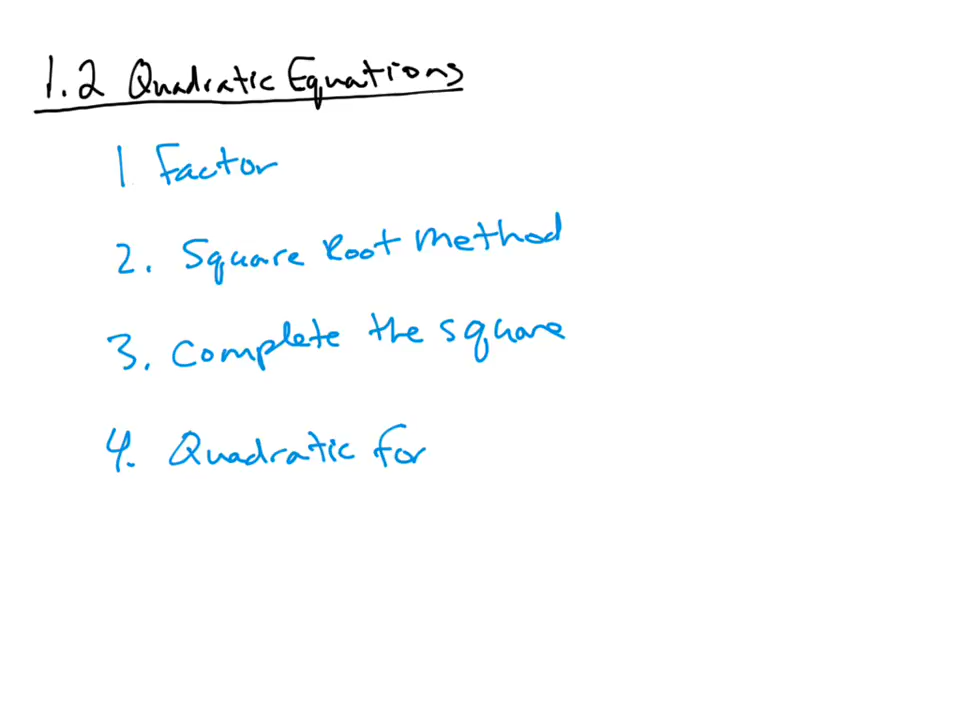 1.2 Quadratic Equations
1. Factor
2. Square Root Method
3. Complete the square
4. Quadratic For